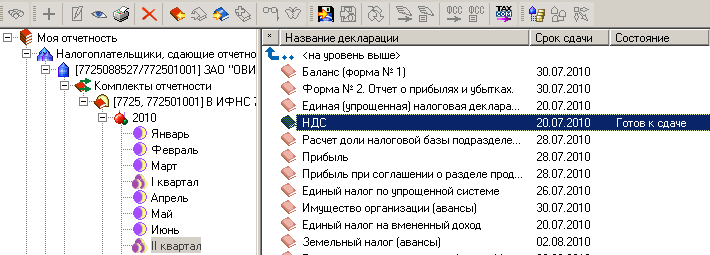 ФСС ФСС TAX COM
Моя отчетность
Налогоплательщики, сдающие отчетно
[7725088527/772501001] ЗАО "ОВИ
Комплекты отчетности
[7725, 772501001] В ИФНС 7
2010
Январь
Февраль
Март
I квартал
Апрель
Май
Июнь
II квартал
× Название декларации Срок сдачи Состояние
.. <на уровень выше>
Баланс (форма № 1) 30.07.2010
Форма № 2. Отчет о прибылях и убытках. 30.07.2010
Единая (упрощенная) налоговая деклара... 20.07.2010
НДС 20.07.2010 Готов к сдаче
Расчет доли налоговой базы подразделе... 28.07.2010
Прибыль 28.07.2010
Прибыль при соглашении о разделе прод... 28.07.2010
Единый налог по упрощенной системе 26.07.2010
Имущество организации (авансы) 30.07.2010
Единый налог на вмененный доход 20.07.2010
Земельный налог (авансы) 02.08.2010